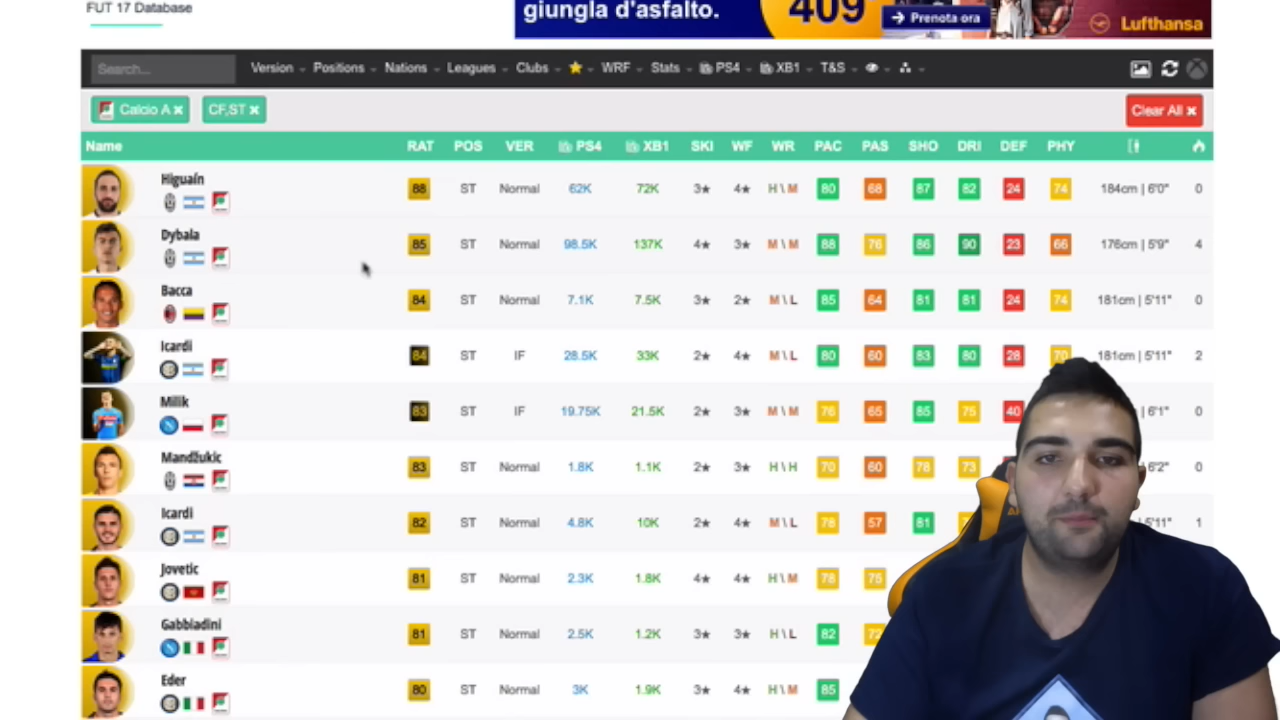 FUT 17 Database
giungla d'asfalto.
409
Prenota ora
Lufthansa
Search...
Version Positions Nations Leagues Clubs WRF Stats PS4 XB1 T&S
Calcio A × CF,ST ×
Clear All ×
Name RAT POS VER PS4 XB1 SKI WF WR PAC PAS SHO DRI DEF PHY
Higuaín 88 ST Normal 62K 72K 3★ 4★ H \ M 80 68 87 82 24 74 184cm | 6'0" 0
Dybala 85 ST Normal 98.5K 137K 4★ 3★ M \ M 88 76 86 90 23 66 176cm | 5'9" 4
Bacca 84 ST Normal 7.1K 7.5K 3★ 2★ M \ L 85 64 81 81 24 74 181cm | 5'11" 0
Icardi 84 ST IF 28.5K 33K 2★ 4★ M \ L 80 60 83 80 28 70 181cm | 5'11" 2
Milik 83 ST IF 19.75K 21.5K 2★ 3★ M \ M 76 65 85 75 40 | 6'1" 0
Mandžukic 83 ST Normal 1.8K 1.1K 2★ 3★ H \ H 70 60 78 73 6'2" 0
Icardi 82 ST Normal 4.8K 10K 2★ 4★ M \ L 78 57 81 5'11" 1
Jovetic 81 ST Normal 2.3K 1.8K 4★ 4★ H \ M 78 75
Gabbiadini 81 ST Normal 2.5K 1.2K 3★ 3★ H \ L 82 72
Eder 80 ST Normal 3K 1.9K 3★ 4★ H \ M 85